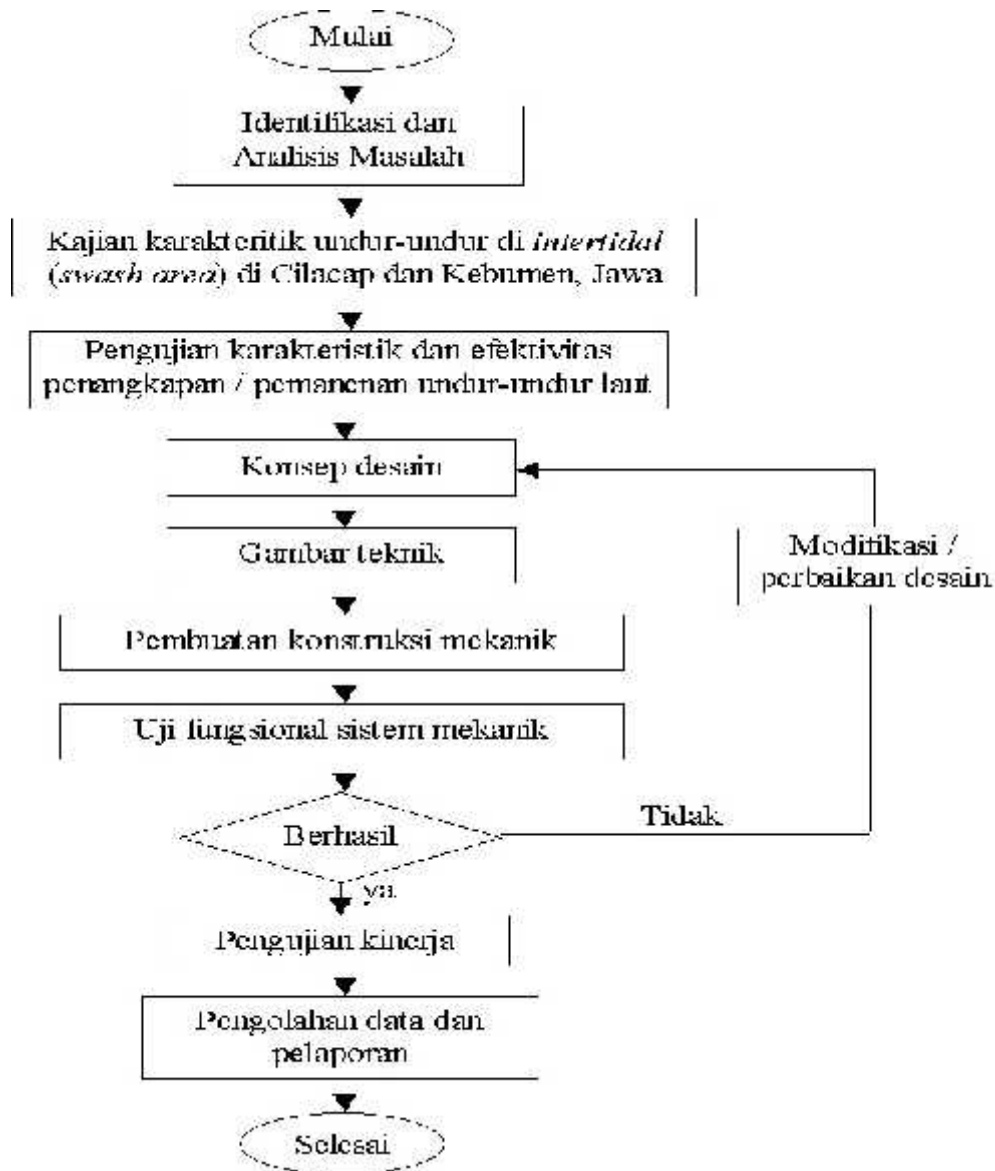 Mulai
Identifikasi dan
Analisis Masalah
Kajian karakteritik undur-undur di intertidal
(swash area) di Cilacap dan Kebumen, Jawa
Pengujian karakteristik dan efektivitas
penangkapan / pemanenan undur-undur laut
Konsep desain
Gambar teknik
Modifikasi /
perbaikan desain
Pembuatan konstruksi mekanik
Uji fungsional sistem mekanik
Berhasil
Tidak
ya
Pengujian kinerja
Pengolahan data dan
pelaporan
Selesai